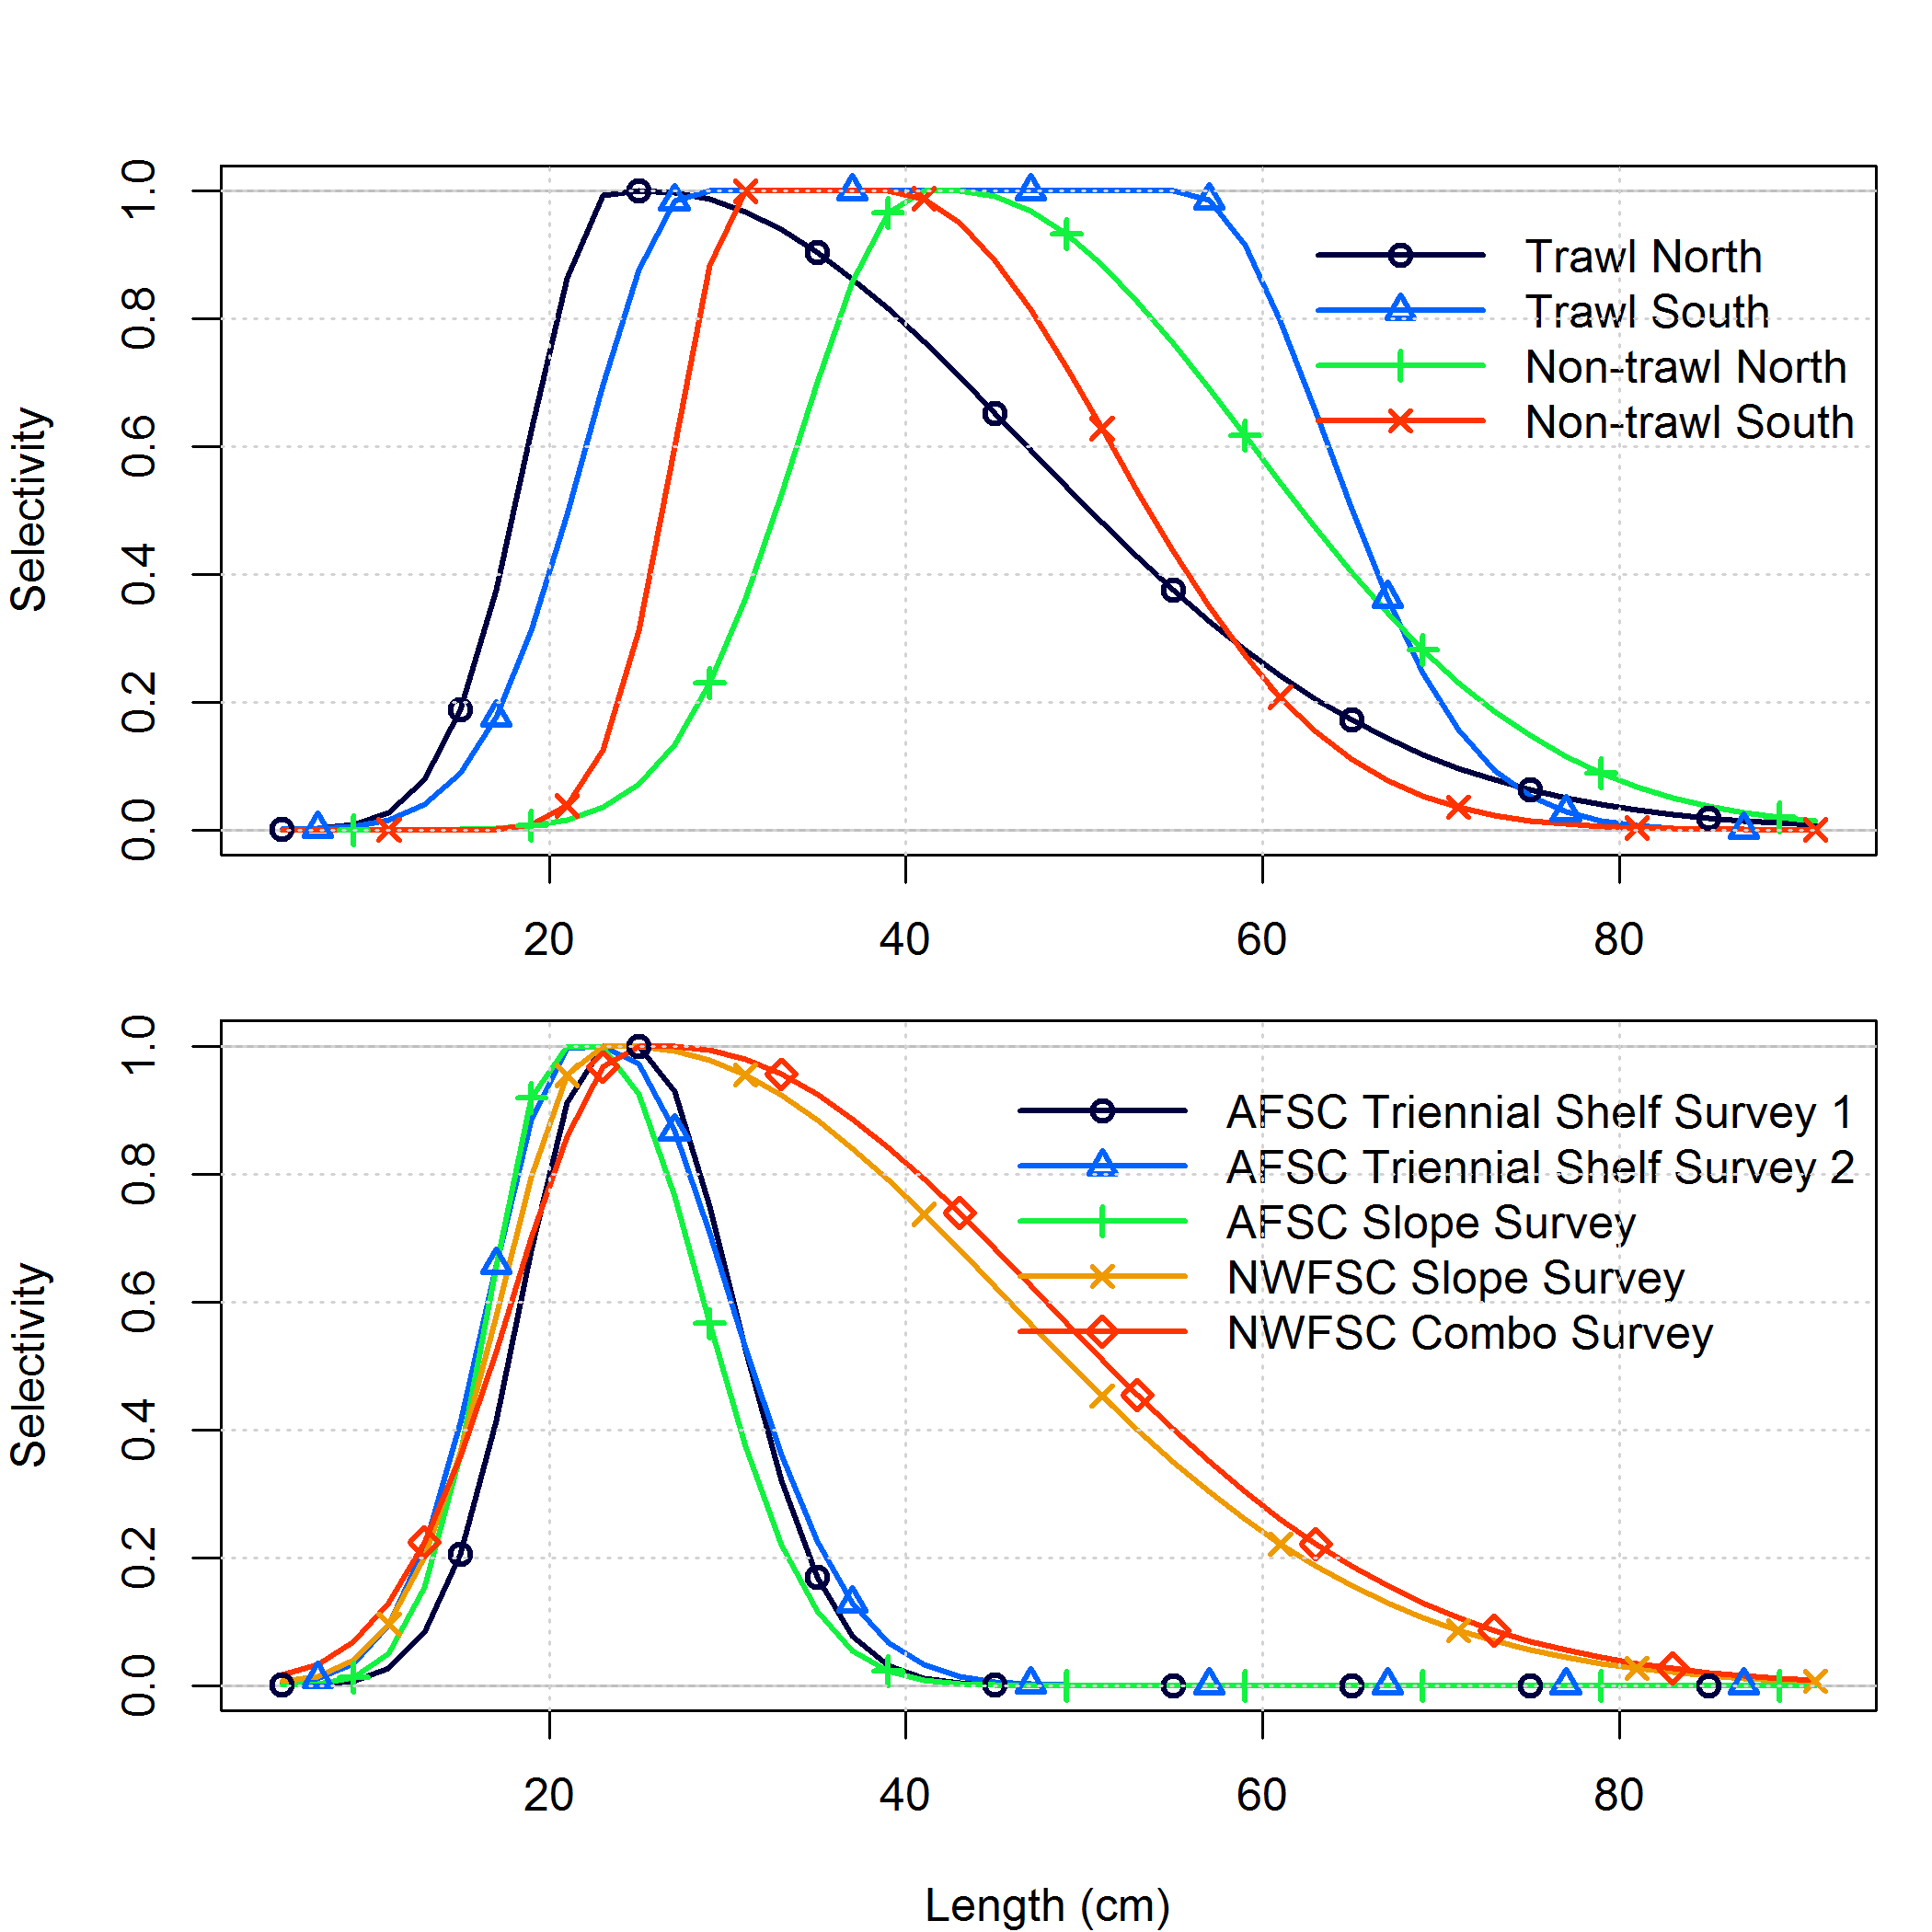 1.0
0.8
0.6
0.4
0.2
0.0
Selectivity
Trawl North
Trawl South
Non-trawl North
Non-trawl South
20 40 60 80
1.0
0.8
0.6
0.4
0.2
0.0
Selectivity
AFSC Triennial Shelf Survey 1
AFSC Triennial Shelf Survey 2
AFSC Slope Survey
NWFSC Slope Survey
NWFSC Combo Survey
20 40 60 80
Length (cm)